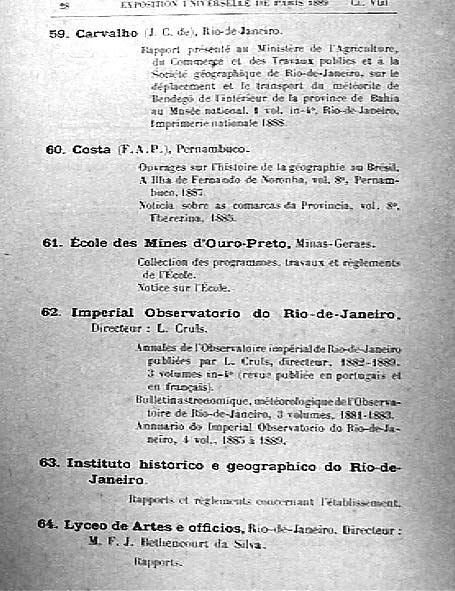 28 EXPOSITION UNIVERSELLE DE PARIS 1889 CL. VIII
59. Carvalho (J. C. de), Rio-de-Janeiro.
Rapport présenté au Ministère de l'Agriculture,
du Commerce et des Travaux publics et à la
Société géographique de Rio-de-Janeiro, sur le
déplacement et le transport du météorite de
Bendegó de l'intérieur de la province de Bahia
au Musée national. 1 vol. in-4°, Rio-de-Janeiro,
Imprimerie nationale 1888.
60. Costa (F. A. P.), Pernambuco.
Ouvrages sur l'histoire de la géographie au Brésil.
A Ilha de Fernando de Noronha, vol. 8°, Pernam-
buco, 1887.
Noticia sobre as comarcas da Provincia, vol. 8°,
Therezina, 1885.
61. École des Mines d'Ouro-Preto, Minas-Geraes.
Collection des programmes, travaux et règlements
de l'École.
Notice sur l'École.
62. Imperial Observatorio do Rio-de-Janeiro,
Directeur : L. Cruls.
Annales de l'Observatoire impérial de Rio-de-Janeiro
publiées par L. Cruls, directeur, 1882-1889.
3 volumes in-4° (revue publiée en portugais et
en français).
Bulletin astronomique, météorologique de l'Observa-
toire de Rio-de-Janeiro, 3 volumes, 1881-1883.
Annuario do Imperial Observatorio do Rio-de-Ja-
neiro, 4 vol., 1885 à 1889.
63. Instituto historico e geographico do Rio-de-
Janeiro.
Rapports et règlements concernant l'établissement.
64. Lyceo de Artes e officios, Rio-de-Janeiro. Directeur :
M. F. J. Bethencourt da Silva.
Rapports.